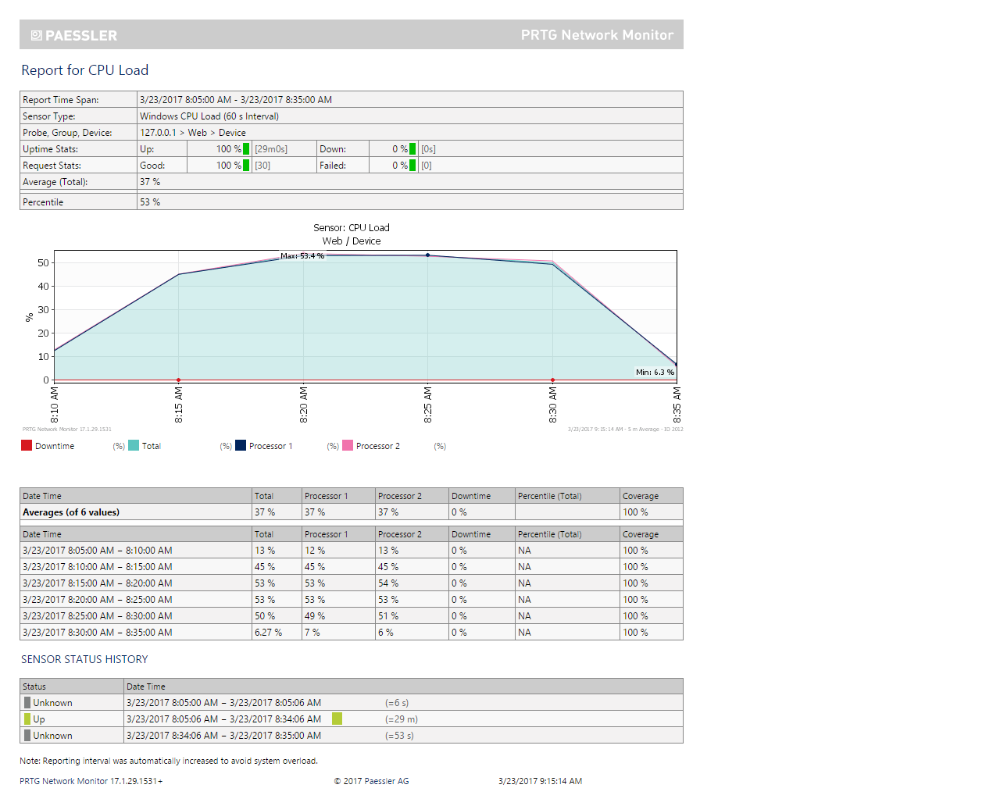 PAESSLER PRTG Network Monitor
Report for CPU Load
Report Time Span: 3/23/2017 8:05:00 AM - 3/23/2017 8:35:00 AM
Sensor Type: Windows CPU Load (60 s Interval)
Probe, Group, Device: 127.0.0.1 > Web > Device
Uptime Stats: Up: 100 % [29m0s] Down: 0 % [0s]
Request Stats: Good: 100 % [30] Failed: 0 % [0]
Average (Total): 37 %
Percentile 53 %
Sensor: CPU Load
Web / Device
Max: 53.4 %
50
40
30
20
10
0
%
Min: 6.3 %
8:10 AM 8:15 AM 8:20 AM 8:25 AM 8:30 AM 8:35 AM
PRTG Network Monitor 17.1.29.1531 3/23/2017 9:15:14 AM - 5 m Average - ID 2012
Downtime (%) Total (%) Processor 1 (%) Processor 2 (%)
Date Time Total Processor 1 Processor 2 Downtime Percentile (Total) Coverage
Averages (of 6 values) 37 % 37 % 37 % 0 % 100 %
Date Time Total Processor 1 Processor 2 Downtime Percentile (Total) Coverage
3/23/2017 8:05:00 AM – 8:10:00 AM 13 % 12 % 13 % 0 % NA 100 %
3/23/2017 8:10:00 AM – 8:15:00 AM 45 % 45 % 45 % 0 % NA 100 %
3/23/2017 8:15:00 AM – 8:20:00 AM 53 % 53 % 54 % 0 % NA 100 %
3/23/2017 8:20:00 AM – 8:25:00 AM 53 % 53 % 53 % 0 % NA 100 %
3/23/2017 8:25:00 AM – 8:30:00 AM 50 % 49 % 51 % 0 % NA 100 %
3/23/2017 8:30:00 AM – 8:35:00 AM 6.27 % 7 % 6 % 0 % NA 100 %
SENSOR STATUS HISTORY
Status Date Time
Unknown 3/23/2017 8:05:00 AM – 3/23/2017 8:05:06 AM (=6 s)
Up 3/23/2017 8:05:06 AM – 3/23/2017 8:34:06 AM (=29 m)
Unknown 3/23/2017 8:34:06 AM – 3/23/2017 8:35:00 AM (=53 s)
Note: Reporting interval was automatically increased to avoid system overload.
PRTG Network Monitor 17.1.29.1531+ © 2017 Paessler AG 3/23/2017 9:15:14 AM